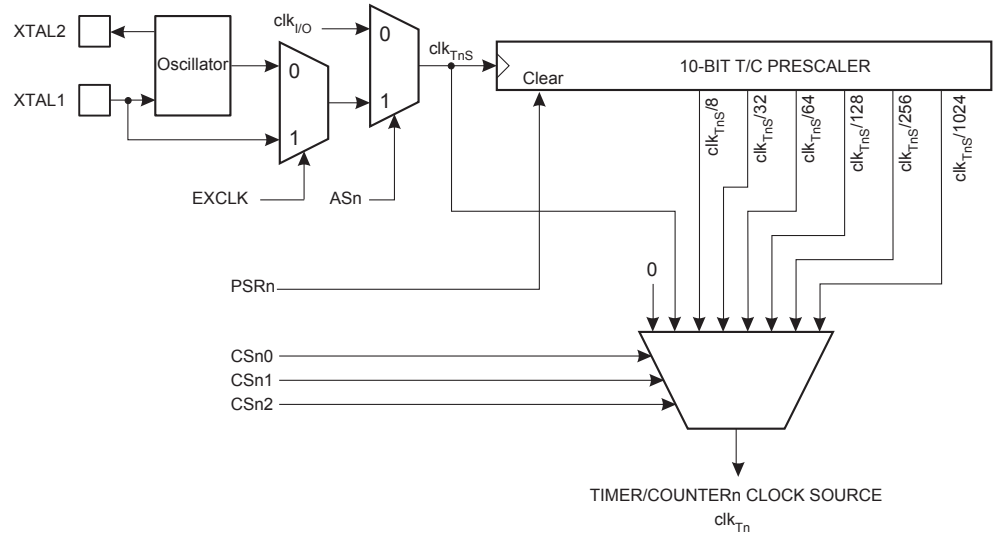 XTAL2
XTAL1
Oscillator
0
1
EXCLK
clkI/O
0
1
ASn
clkTnS
10-BIT T/C PRESCALER
Clear
clkTnS/8
clkTnS/32
clkTnS/64
clkTnS/128
clkTnS/256
clkTnS/1024
PSRn
0
CSn0
CSn1
CSn2
TIMER/COUNTERn CLOCK SOURCE
clkTn